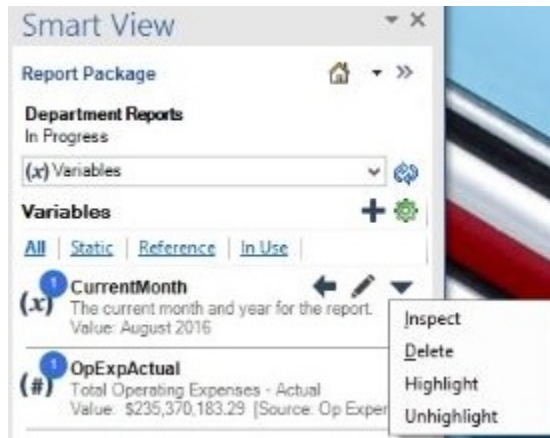 Smart View
Report Package
Department Reports
In Progress
(x) Variables
Variables
All | Static | Reference | In Use |
(x) 1 CurrentMonth
The current month and year for the report.
Value: August 2016
Inspect
Delete
Highlight
Unhighlight
(#) 1 OpExpActual
Total Operating Expenses - Actual
Value: $235,370,183.29 [Source: Op Exper